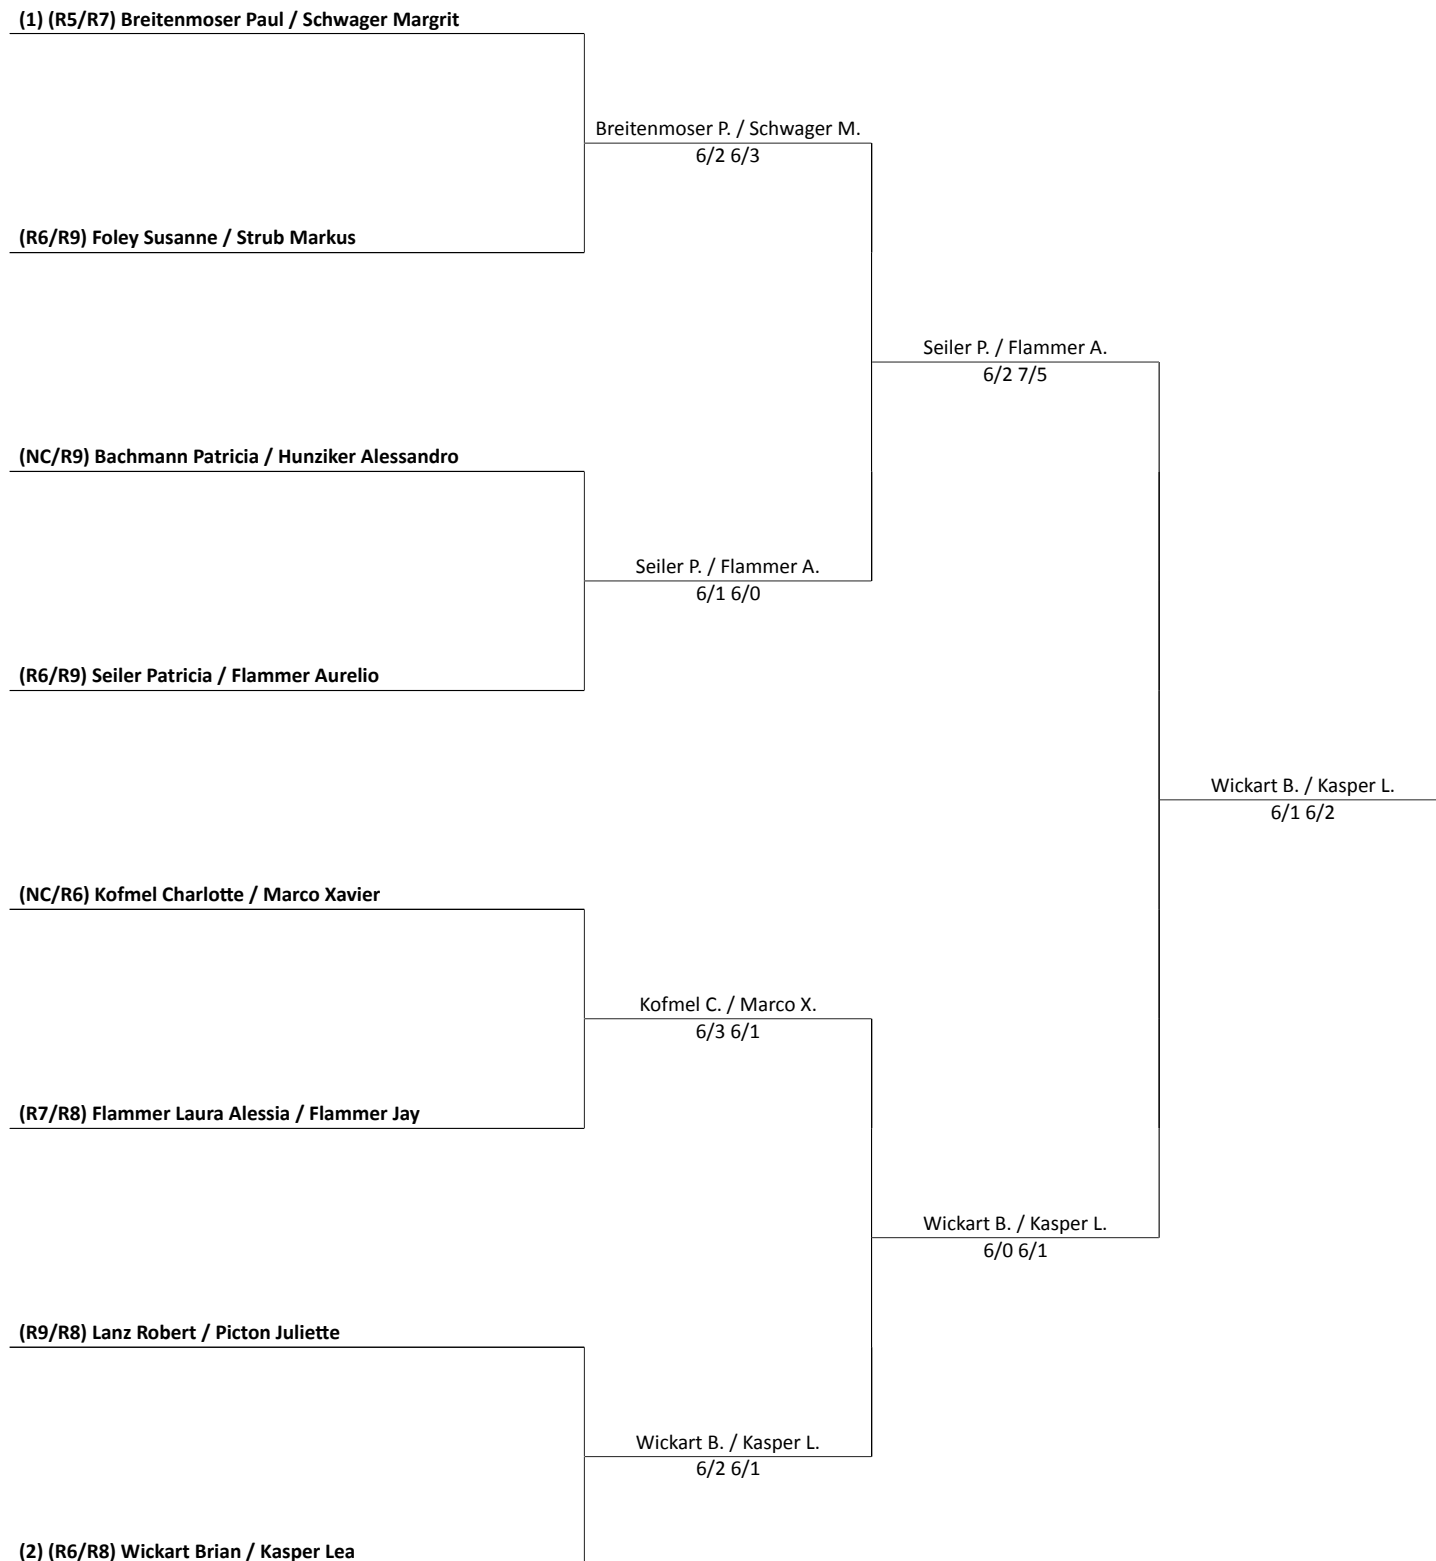 (1) (R5/R7) Breitenmoser Paul / Schwager Margrit
Breitenmoser P. / Schwager M.
6/2 6/3
(R6/R9) Foley Susanne / Strub Markus
Seiler P. / Flammer A.
6/2 7/5
(NC/R9) Bachmann Patricia / Hunziker Alessandro
Seiler P. / Flammer A.
6/1 6/0
(R6/R9) Seiler Patricia / Flammer Aurelio
Wickart B. / Kasper L.
6/1 6/2
(NC/R6) Kofmel Charlotte / Marco Xavier
Kofmel C. / Marco X.
6/3 6/1
(R7/R8) Flammer Laura Alessia / Flammer Jay
Wickart B. / Kasper L.
6/0 6/1
(R9/R8) Lanz Robert / Picton Juliette
Wickart B. / Kasper L.
6/2 6/1
(2) (R6/R8) Wickart Brian / Kasper Lea